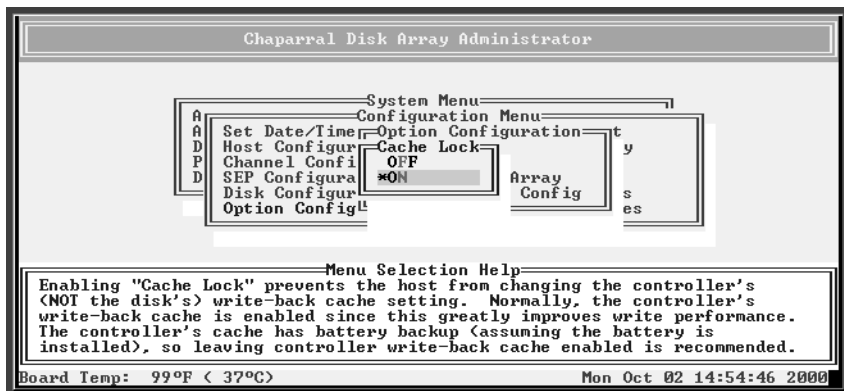 Chaparral Disk Array Administrator
System Menu
A Configuration Menu
A Set Date/Time Option Configuration t
D Host Configur Cache Lock y
P Channel Confi OFF
D SEP Configura *ON Array
Disk Configur Config s
Option Config es
Menu Selection Help
Enabling "Cache Lock" prevents the host from changing the controller's
(NOT the disk's) write-back cache setting. Normally, the controller's
write-back cache is enabled since this greatly improves write performance.
The controller's cache has battery backup (assuming the battery is
installed), so leaving controller write-back cache enabled is recommended.
Board Temp: 99ºF ( 37ºC) Mon Oct 02 14:54:46 2000